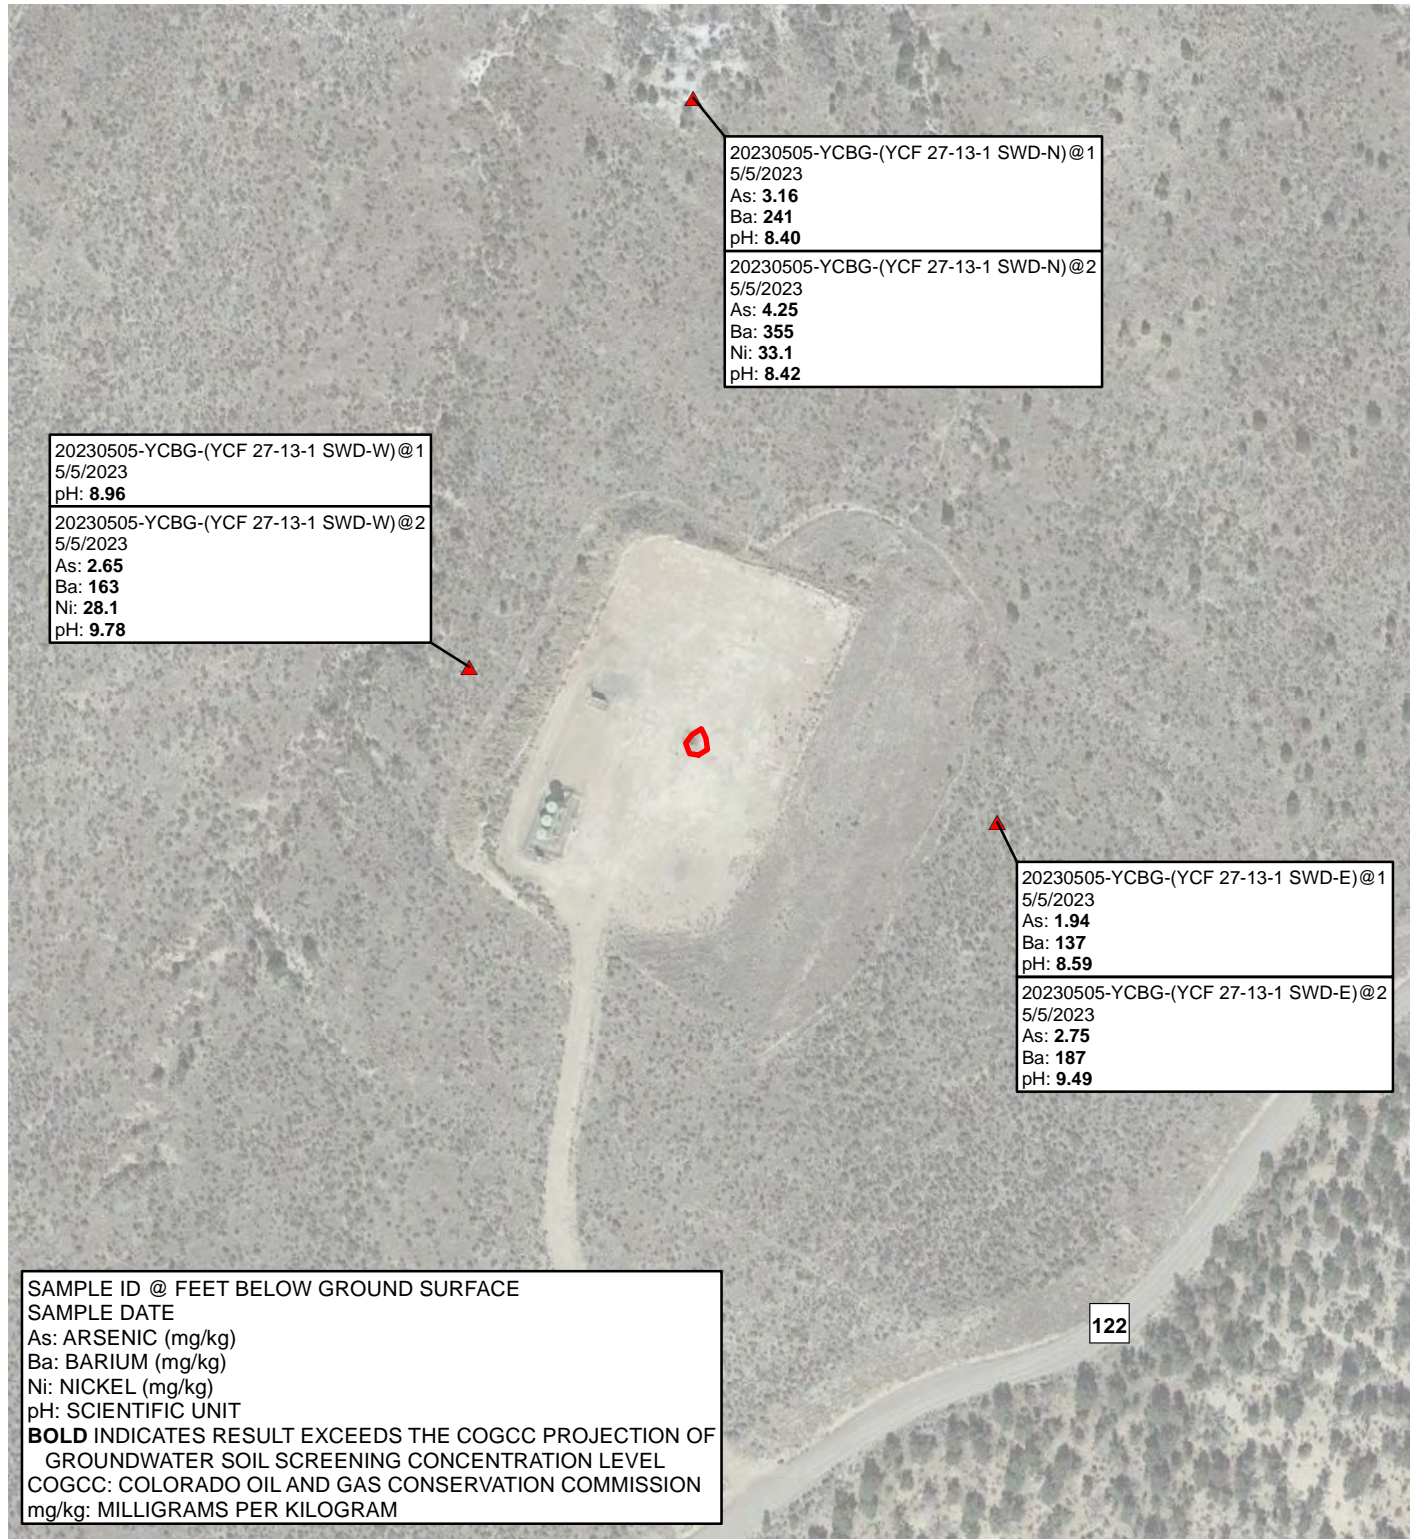 20230505-YCBG-(YCF 27-13-1 SWD-N)@1
5/5/2023
As: 3.16
Ba: 241
pH: 8.40
20230505-YCBG-(YCF 27-13-1 SWD-N)@2
5/5/2023
As: 4.25
Ba: 355
Ni: 33.1
pH: 8.42
20230505-YCBG-(YCF 27-13-1 SWD-W)@1
5/5/2023
pH: 8.96
20230505-YCBG-(YCF 27-13-1 SWD-W)@2
5/5/2023
As: 2.65
Ba: 163
Ni: 28.1
pH: 9.78
20230505-YCBG-(YCF 27-13-1 SWD-E)@1
5/5/2023
As: 1.94
Ba: 137
pH: 8.59
20230505-YCBG-(YCF 27-13-1 SWD-E)@2
5/5/2023
As: 2.75
Ba: 187
pH: 9.49
SAMPLE ID @ FEET BELOW GROUND SURFACE
SAMPLE DATE
As: ARSENIC (mg/kg)
Ba: BARIUM (mg/kg)
Ni: NICKEL (mg/kg)
pH: SCIENTIFIC UNIT
BOLD INDICATES RESULT EXCEEDS THE COGCC PROJECTION OF
GROUNDWATER SOIL SCREENING CONCENTRATION LEVEL
COGCC: COLORADO OIL AND GAS CONSERVATION COMMISSION
mg/kg: MILLIGRAMS PER KILOGRAM
122